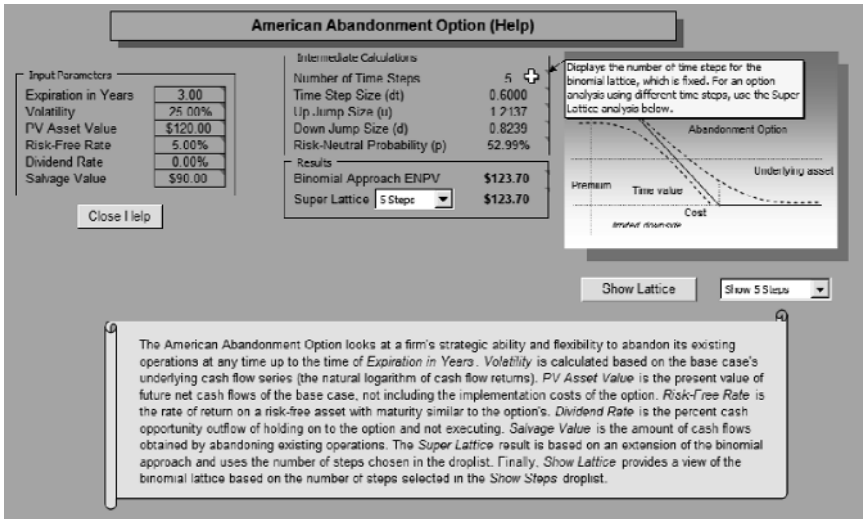 American Abandonment Option (Help)
Input Parameters
Expiration in Years 3.00
Volatility 25.00%
PV Asset Value $120.00
Risk-Free Rate 5.00%
Dividend Rate 0.00%
Salvage Value $90.00
Close Help
Intermediate Calculations
Number of Time Steps 5
Time Step Size (dt) 0.6000
Up Jump Size (u) 1.2137
Down Jump Size (d) 0.8239
Risk-Neutral Probability (p) 52.99%
Results
Binomial Approach ENPV $123.70
Super Lattice 5 Steps $123.70
Displays the number of time steps for the
binomial lattice, which is fixed. For an option
analysis using different time steps, use the Super
Lattice analysis below.
Abandonment Option
Underlying asset
Premium
Time value
Cost
limited downside
Show Lattice Show 5 Steps
The American Abandonment Option looks at a firm's strategic ability and flexibility to abandon its existing
operations at any time up to the time of Expiration in Years. Volatility is calculated based on the base case's
underlying cash flow series (the natural logarithm of cash flow returns). PV Asset Value is the present value of
future net cash flows of the base case, not including the implementation costs of the option. Risk-Free Rate is
the rate of return on a risk-free asset with maturity similar to the option's. Dividend Rate is the percent cash
opportunity outflow of holding on to the option and not executing. Salvage Value is the amount of cash flows
obtained by abandoning existing operations. The Super Lattice result is based on an extension of the binomial
approach and uses the number of steps chosen in the droplist. Finally, Show Lattice provides a view of the
binomial lattice based on the number of steps selected in the Show Steps droplist.